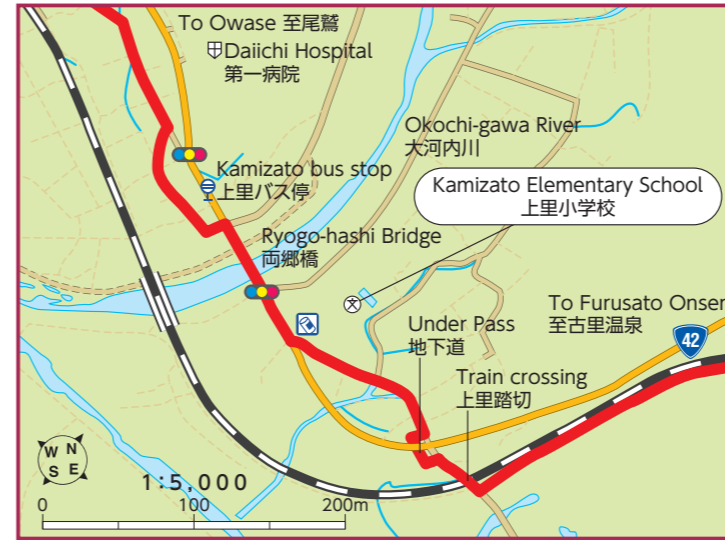 To Owase 至尾鷲
Daiichi Hospital
第一病院
Okochi-gawa River
大河内川
Kamizato bus stop
上里バス停
Kamizato Elementary School
上里小学校
Ryogo-hashi Bridge
両郷橋
文
To Furusato Onsen
至古里温泉
42
Under Pass
地下道
Train crossing
上里踏切
W N
S E
1:5,000
0 100 200m